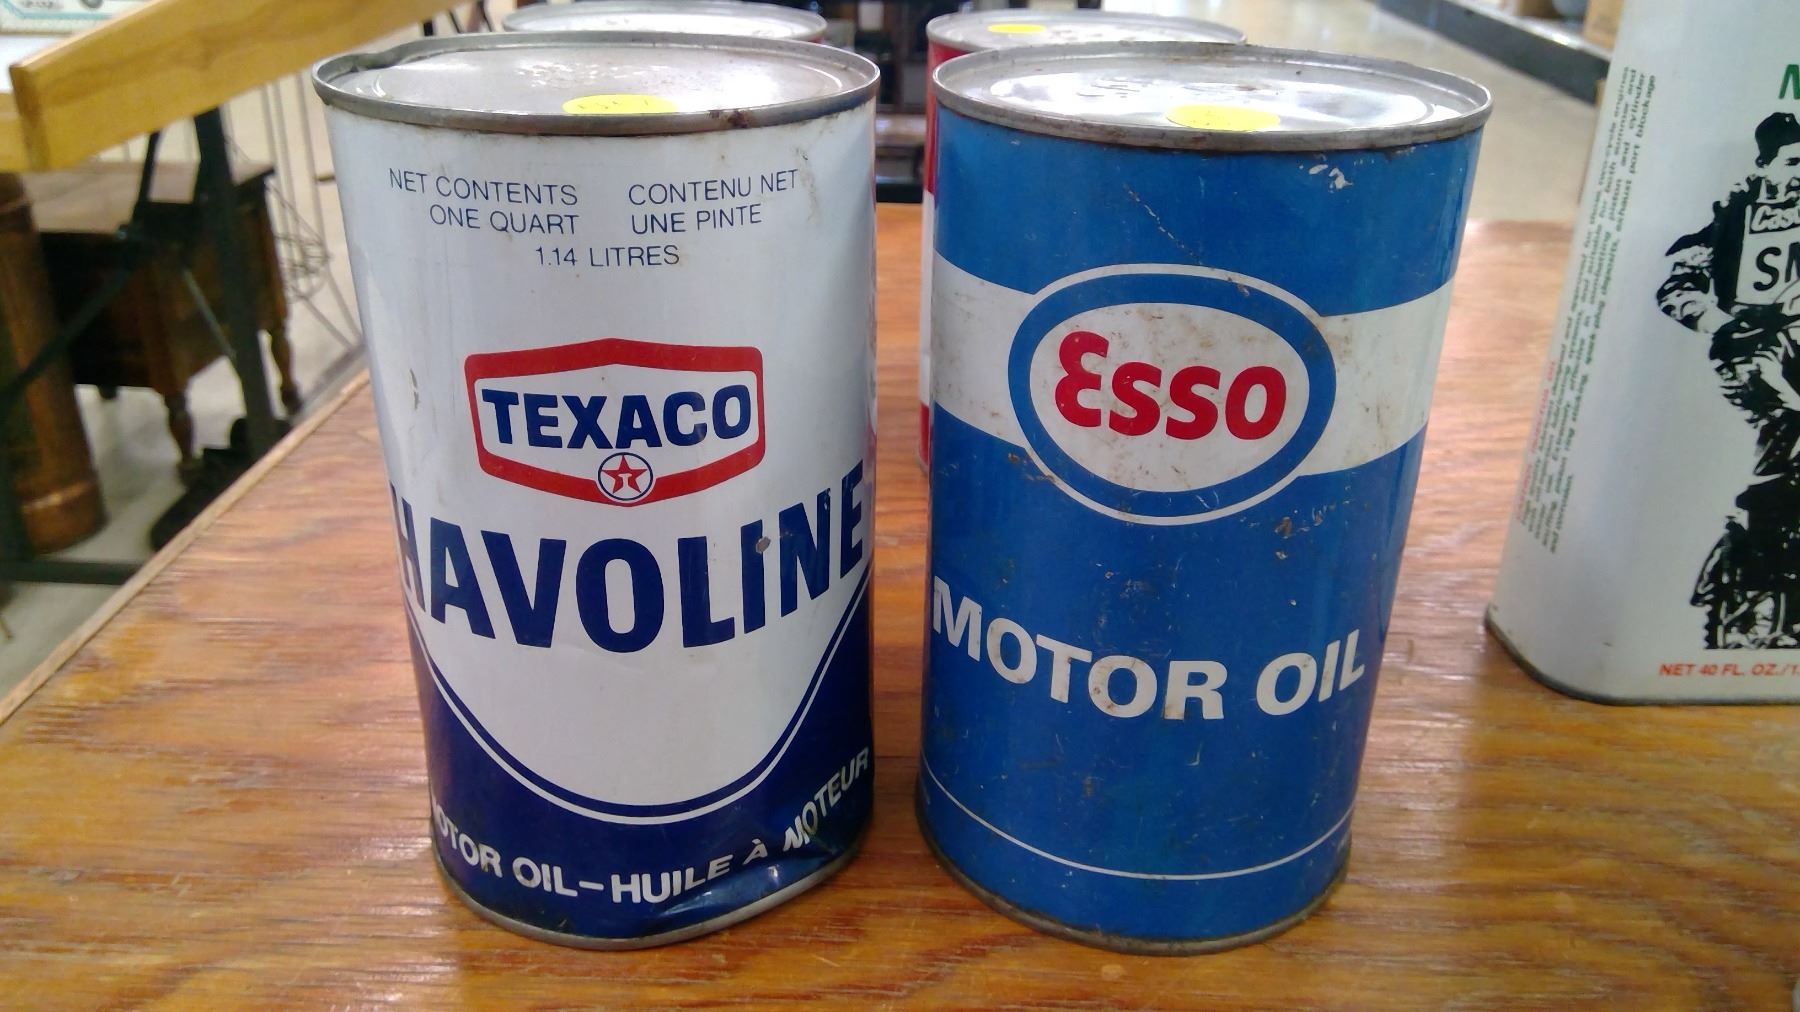 NET CONTENTS CONTENU NET
ONE QUART UNE PINTE
1.14 LITRES
TEXACO
T
HAVOLINE
MOTOR OIL-HUILE À MOTEUR
Esso
MOTOR OIL
NET 40 FL. OZ./1